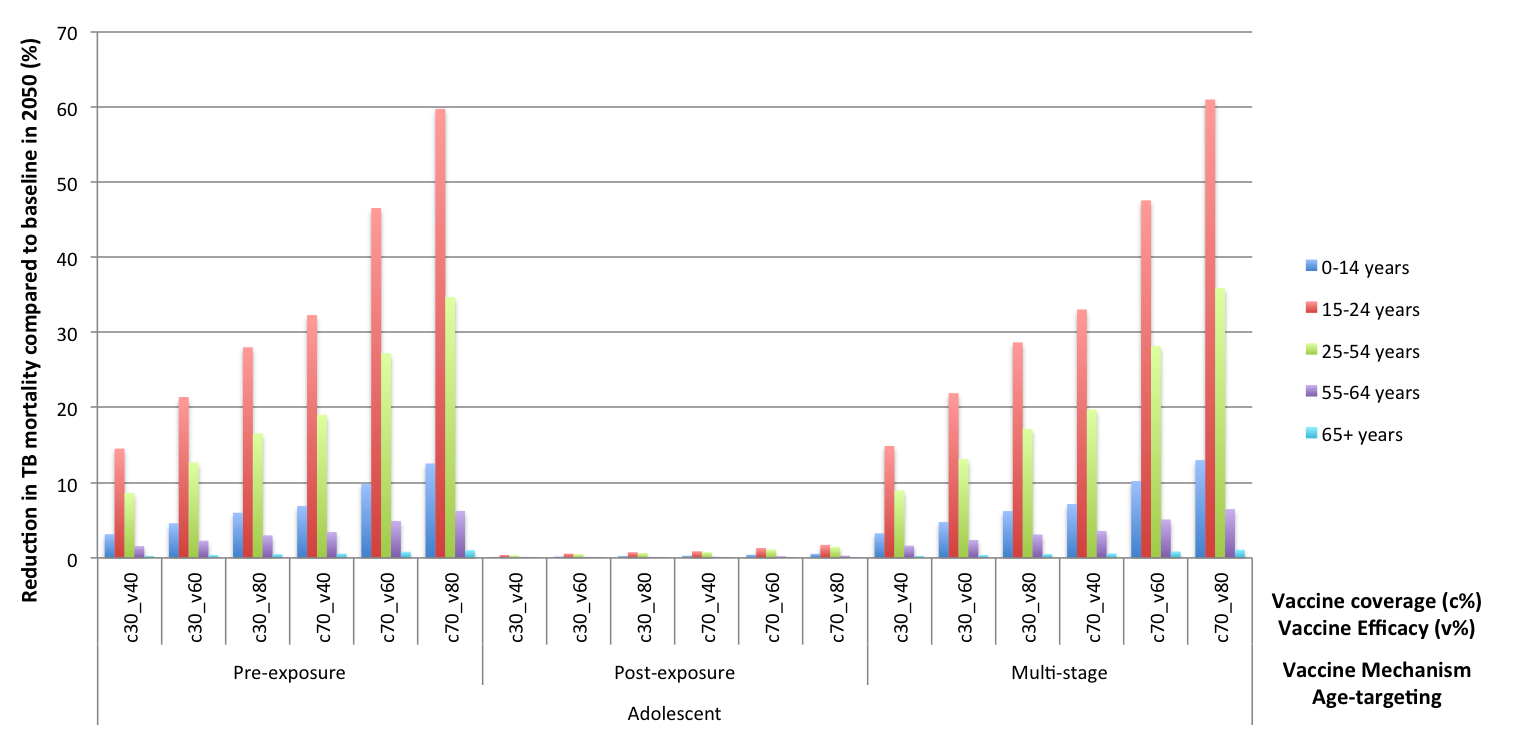 Reduction in TB mortality compared to baseline in 2050 (%)
70
60
50
40
30
20
10
0
c30_v40
c30_v60
c30_v80
c70_v40
c70_v60
c70_v80
c30_v40
c30_v60
c30_v80
c70_v40
c70_v60
c70_v80
c30_v40
c30_v60
c30_v80
c70_v40
c70_v60
c70_v80
Pre-exposure
Post-exposure
Multi-stage
Adolescent
0-14 years
15-24 years
25-54 years
55-64 years
65+ years
Vaccine coverage (c%)
Vaccine Efficacy (v%)
Vaccine Mechanism
Age-targeting